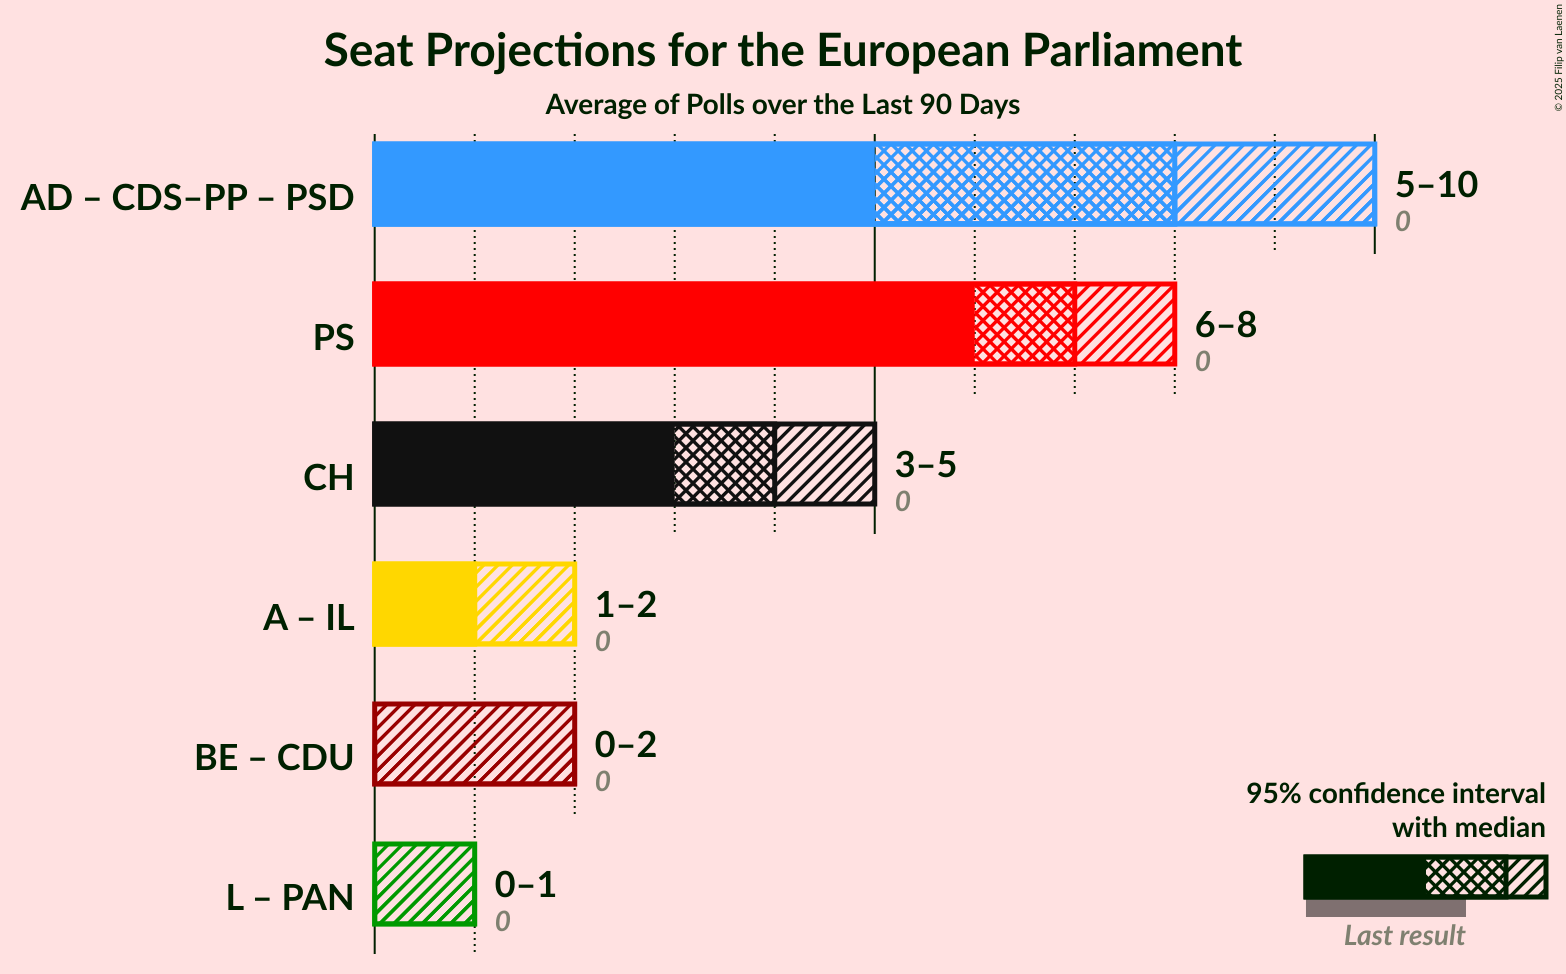 Seat Projections for the European Parliament
Average of Polls over the Last 90 Days
© 2025 Filip van Laenen
AD – CDS–PP – PSD
5–10
0
PS
6–8
0
CH
3–5
0
A – IL
1–2
0
BE – CDU
0–2
0
L – PAN
0–1
0
95% confidence interval
with median
Last result